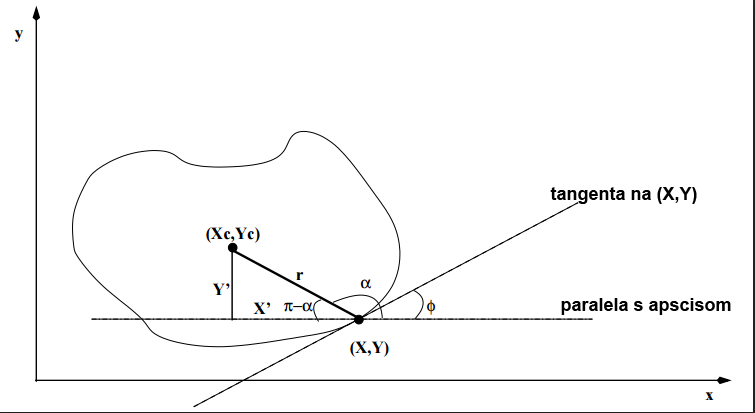 y
tangenta na (X,Y)
(Xc,Yc)
r
α
Y'
X'
π−α
ϕ
paralela s apscisom
(X,Y)
x